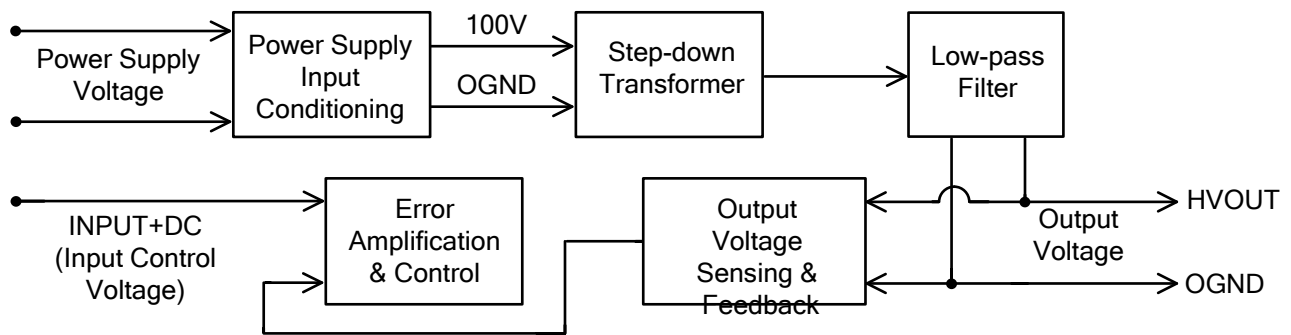 Power Supply
Voltage
Power Supply
Input
Conditioning
100V
OGND
Step-down
Transformer
Low-pass
Filter
INPUT+DC
(Input Control
Voltage)
Error
Amplification
& Control
Output
Voltage
Sensing &
Feedback
Output
Voltage
HVOUT
OGND